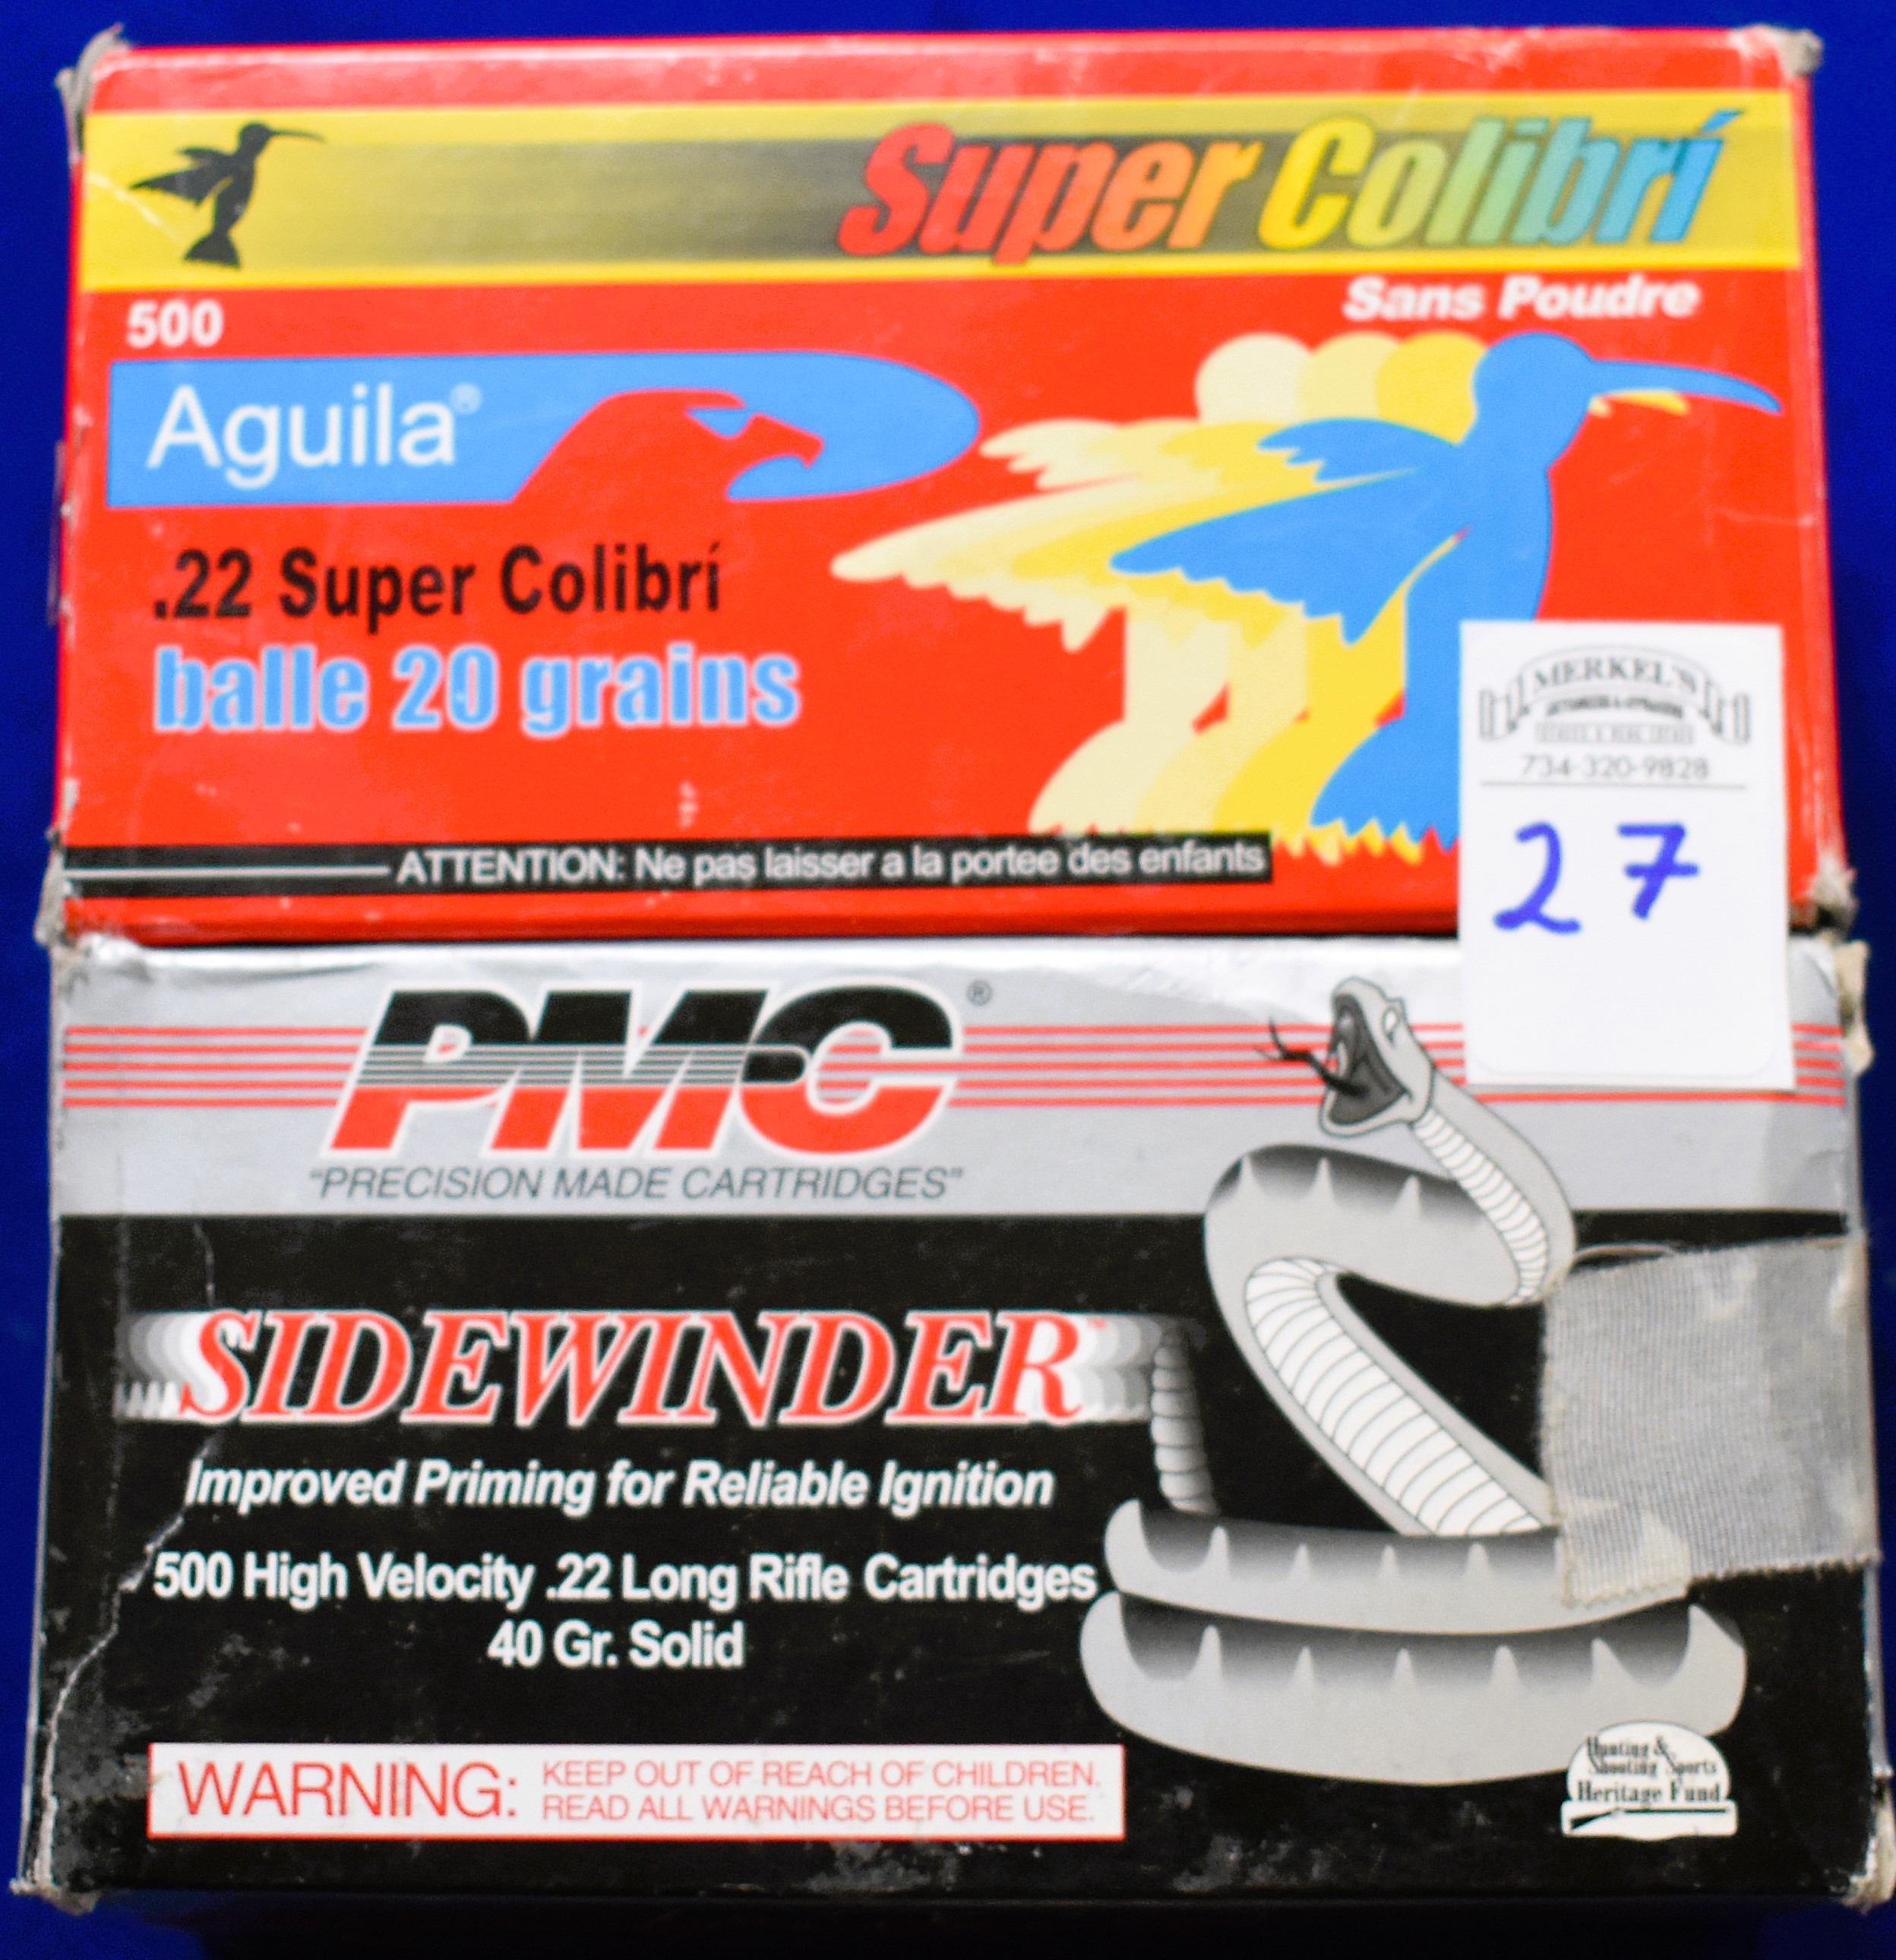 Super Colibrí
Sans Poudre
500
Aguila®
.22 Super Colibrí
balle 20 grains
ATTENTION: Ne pas laisser a la portee des enfants
MERKEL'S
734-320-9828
27
PMC®
"PRECISION MADE CARTRIDGES"
SIDEWINDER
Improved Priming for Reliable Ignition
500 High Velocity .22 Long Rifle Cartridges
40 Gr. Solid
WARNING: KEEP OUT OF REACH OF CHILDREN.
READ ALL WARNINGS BEFORE USE.
Hunting &
Shooting Sports
Heritage Fund